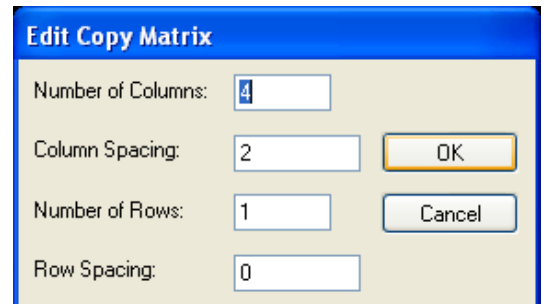 Edit Copy Matrix
Number of Columns: 4
Column Spacing: 2 OK
Number of Rows: 1 Cancel
Row Spacing: 0